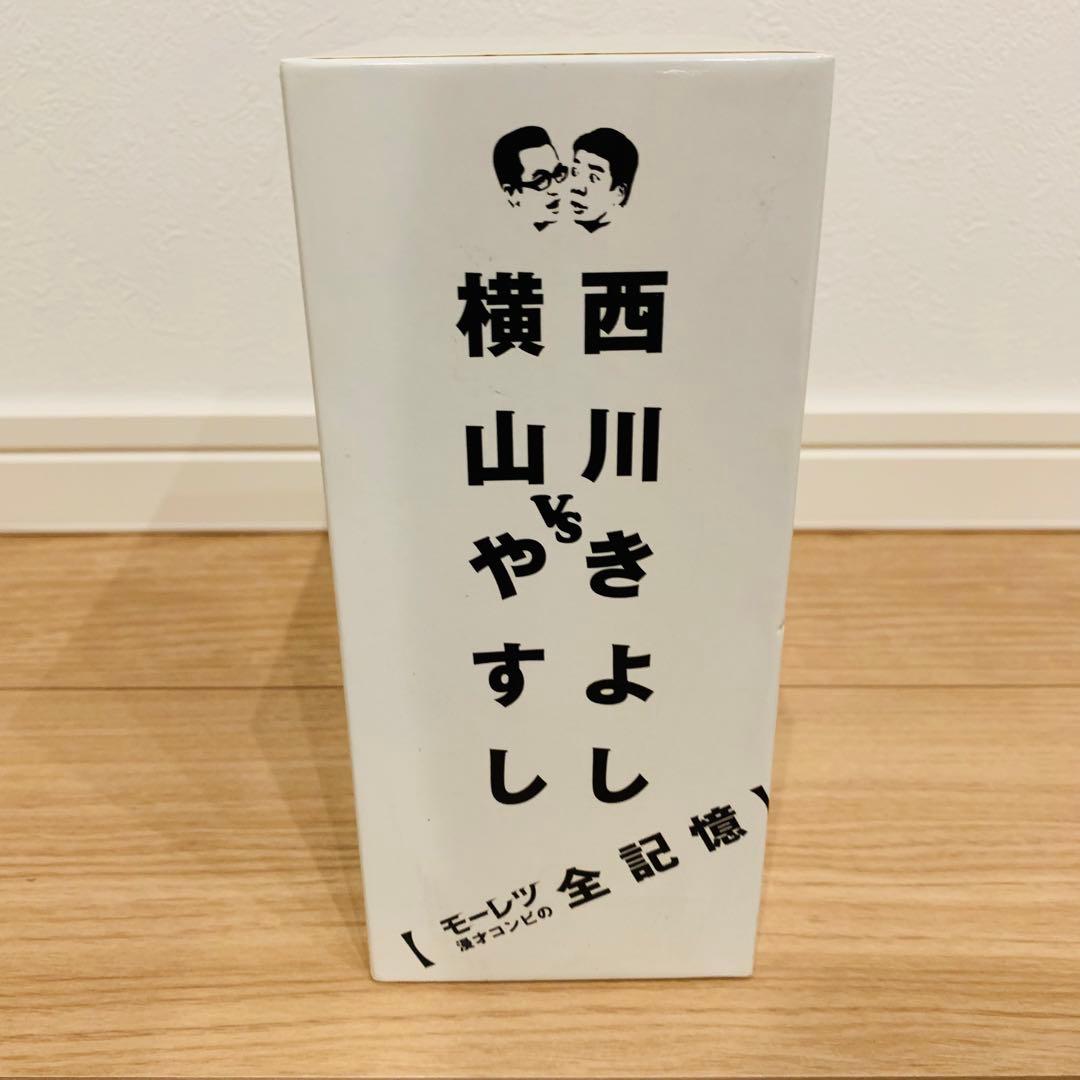 西川きよし
VS
横山やすし
【モーレツ
漫才コンビの
全記憶】